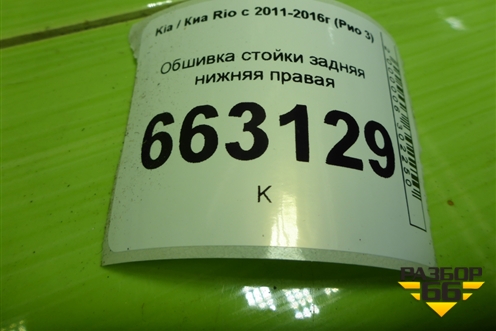 Kia / Киа Rio с 2011-2016г (Рио 3)
Обшивка стойки задняя
нижняя правая
663129
К
РАЗБОР
66